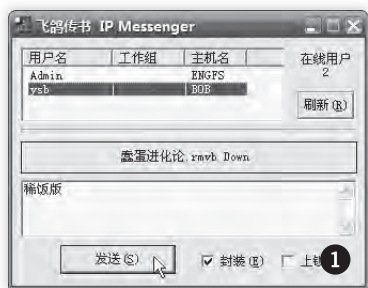 飞鸽传书 IP Messenger
用户名 工作组 主机名 在线用户
2
Admin ENGFS
ysb BOB
刷新(R)
蠢蛋进化论.rmvb Down
稀饭版
发送(S) 封装(E) 上锁 1